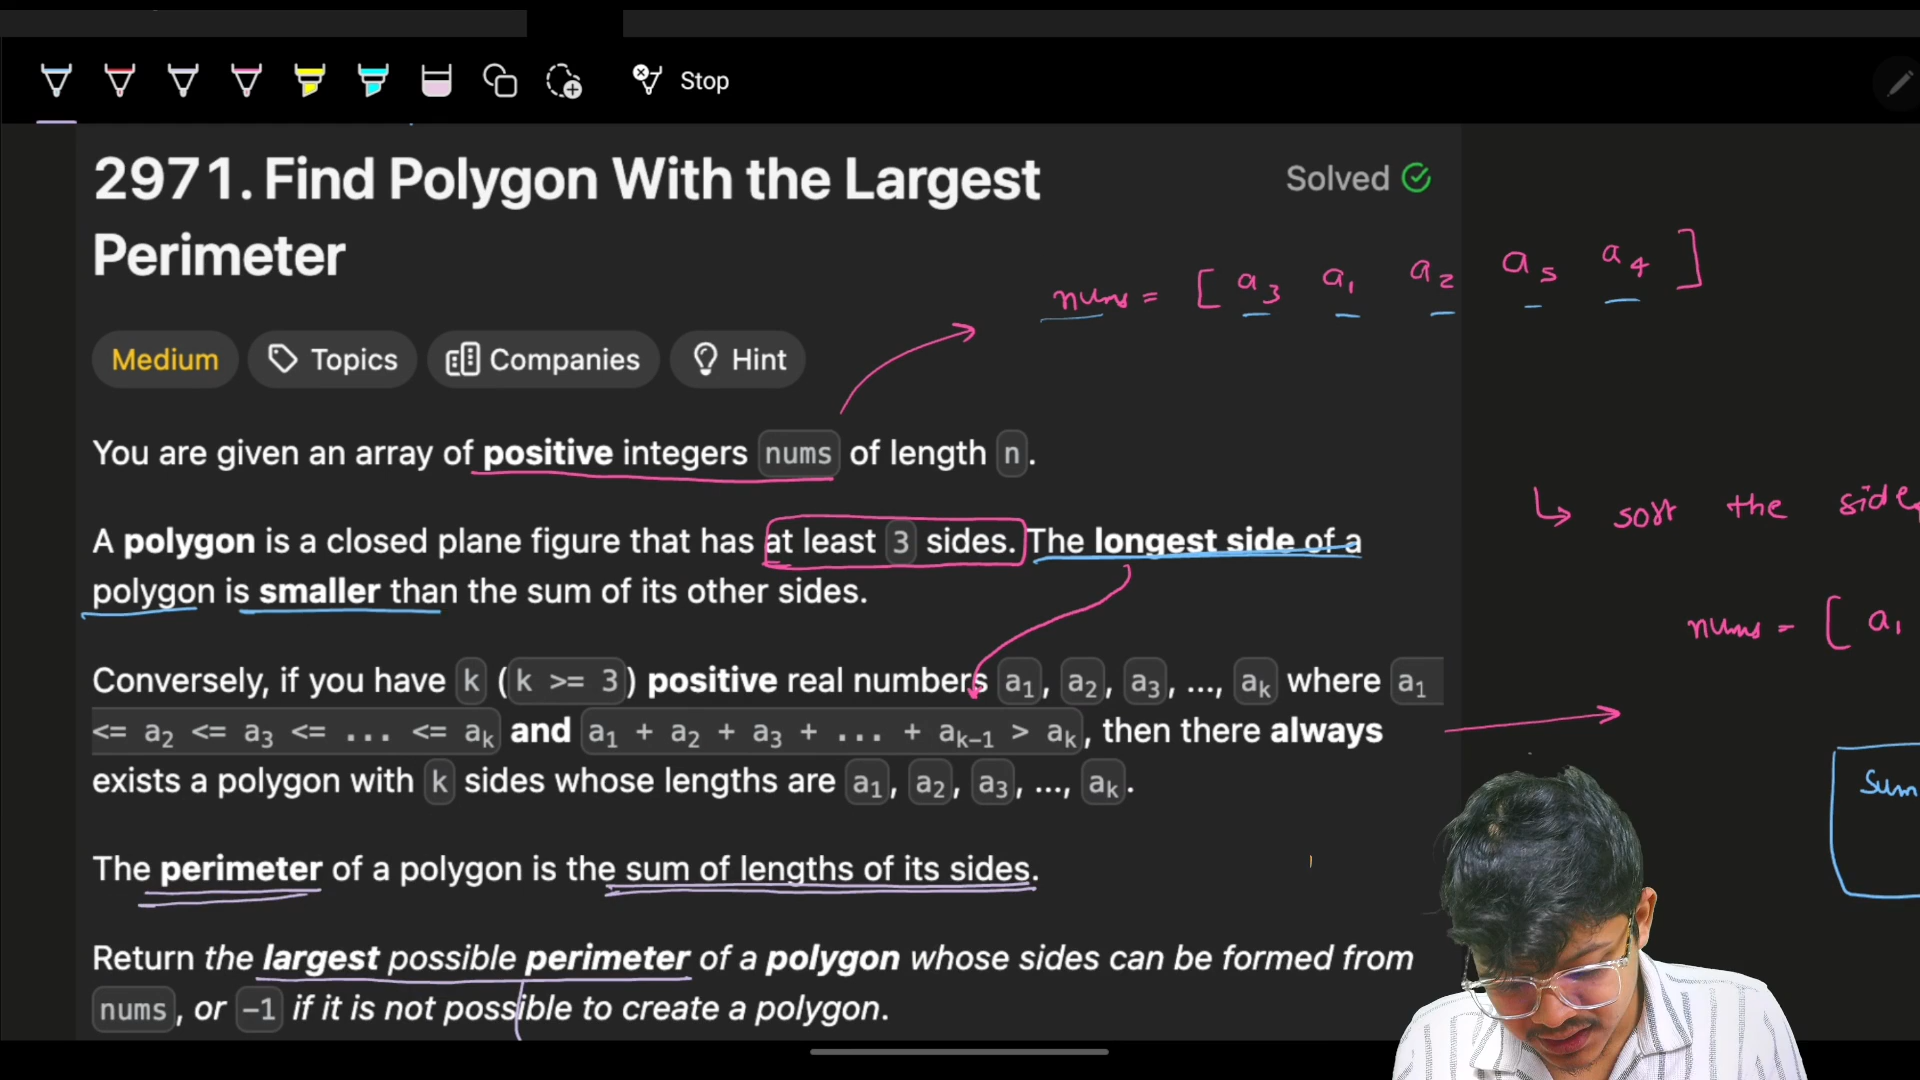 Stop
2971. Find Polygon With the Largest
Perimeter
Solved
nums = [ a3 a1 a2 a5 a4 ]
Medium Topics Companies Hint
You are given an array of positive integers nums of length n.
A polygon is a closed plane figure that has at least 3 sides. The longest side of a
polygon is smaller than the sum of its other sides.
↳ sort the side
nums = [ a1
Conversely, if you have k (k >= 3) positive real numbers a1, a2, a3, ..., ak where a1
<= a2 <= a3 <= ... <= ak and a1 + a2 + a3 + ... + ak-1 > ak, then there always
exists a polygon with k sides whose lengths are a1, a2, a3, ..., ak.
Sum
The perimeter of a polygon is the sum of lengths of its sides.
Return the largest possible perimeter of a polygon whose sides can be formed from
nums, or -1 if it is not possible to create a polygon.